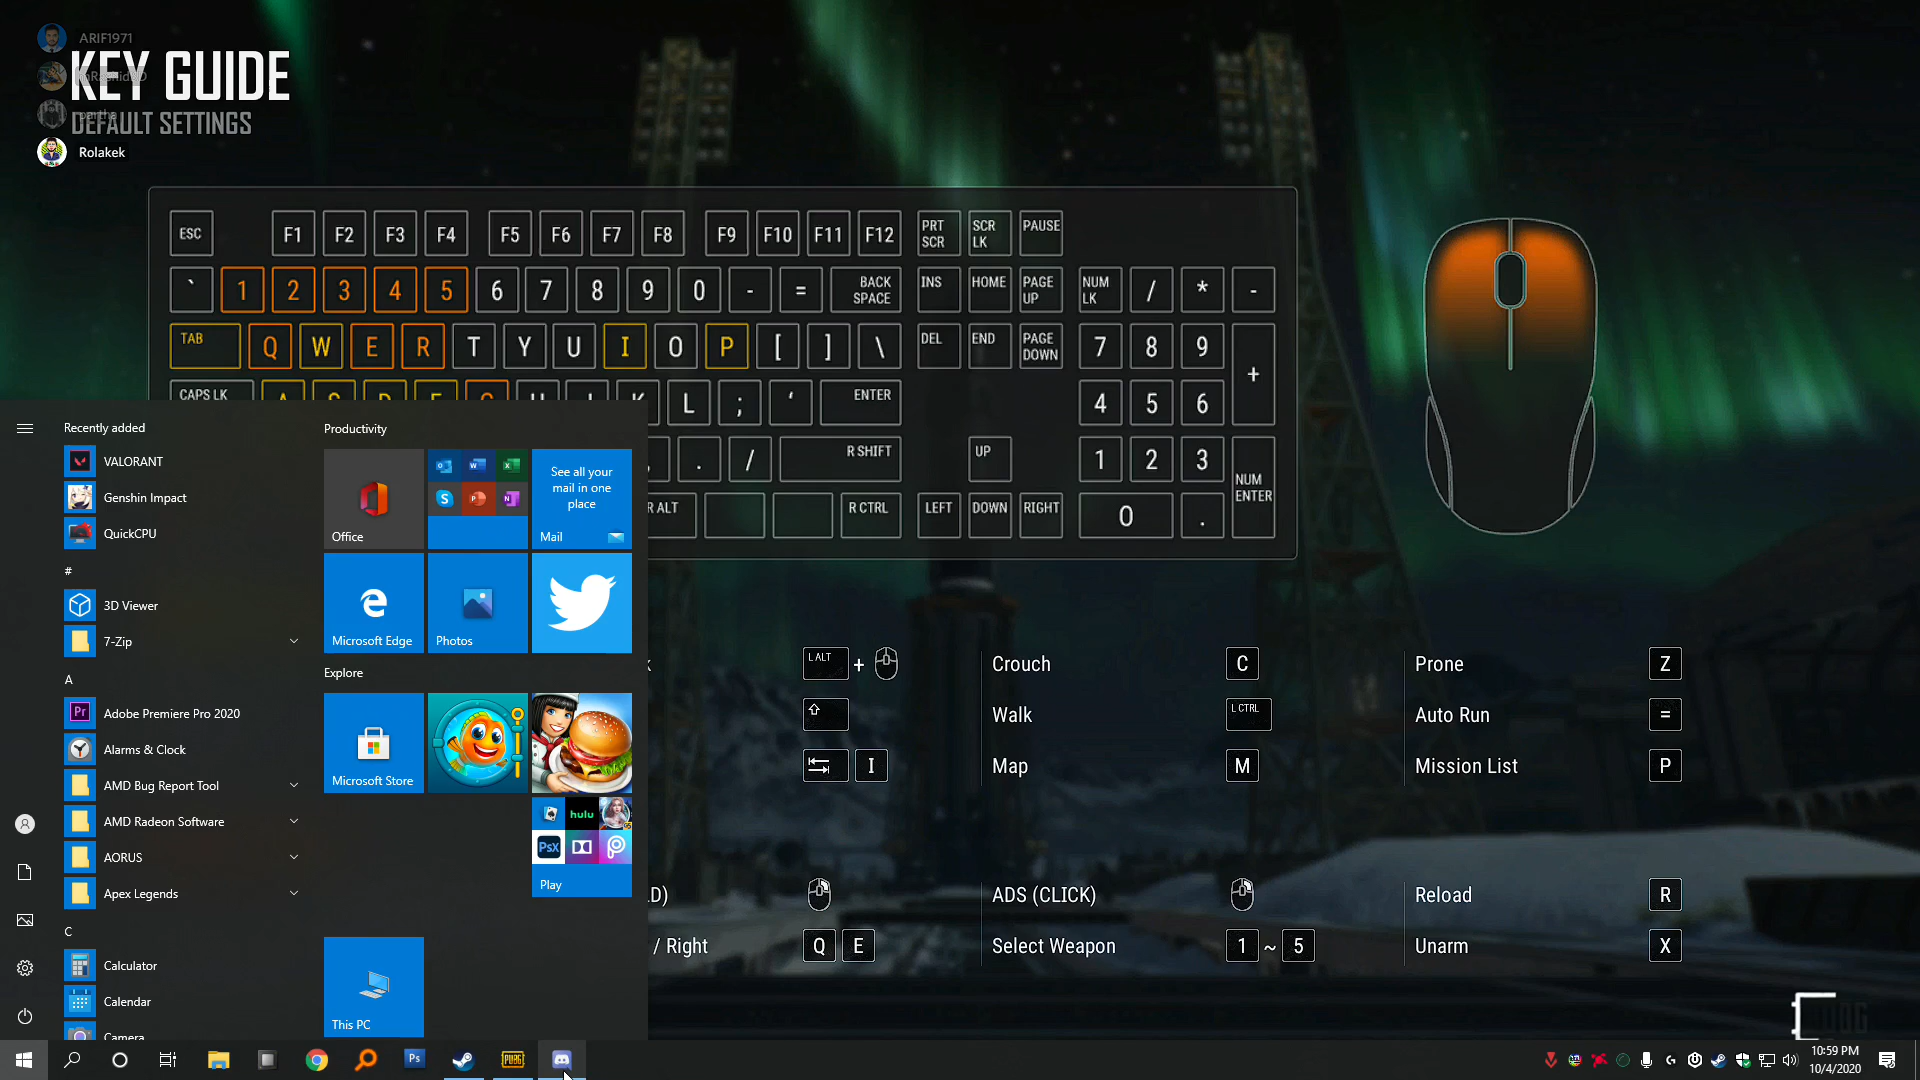 ARIF1971
KEY GUIDE
DEFAULT SETTINGS
Rolakek
ESC F1 F2 F3 F4 F5 F6 F7 F8 F9 F10 F11 F12 PRT SCR SCR LK PAUSE
` 1 2 3 4 5 6 7 8 9 0 - = BACK SPACE INS HOME PAGE UP NUM LK / * -
TAB Q W E R T Y U I O P [ ] \ DEL END PAGE DOWN 7 8 9 +
CAPS LK A S D F G H J K L ; ' ENTER 4 5 6
. / R SHIFT UP 1 2 3 NUM ENTER
R ALT R CTRL LEFT DOWN RIGHT 0 .
Recently added
VALORANT
Genshin Impact
QuickCPU
#
3D Viewer
7-Zip
A
Adobe Premiere Pro 2020
Alarms & Clock
AMD Bug Report Tool
AMD Radeon Software
AORUS
Apex Legends
C
Calculator
Calendar
Camera
Productivity
Office
See all your
mail in one
place
Mail
Microsoft Edge
Photos
Explore
Microsoft Store
hulu
PsX
Play
This PC
L ALT +
Crouch C
Prone Z
Walk L CTRL
Auto Run =
I
Map M
Mission List P
LD)
ADS (CLICK)
Reload R
/ Right Q E
Select Weapon 1 ~ 5
Unarm X
Pr
Ps
PUBG
10:59 PM
10/4/2020